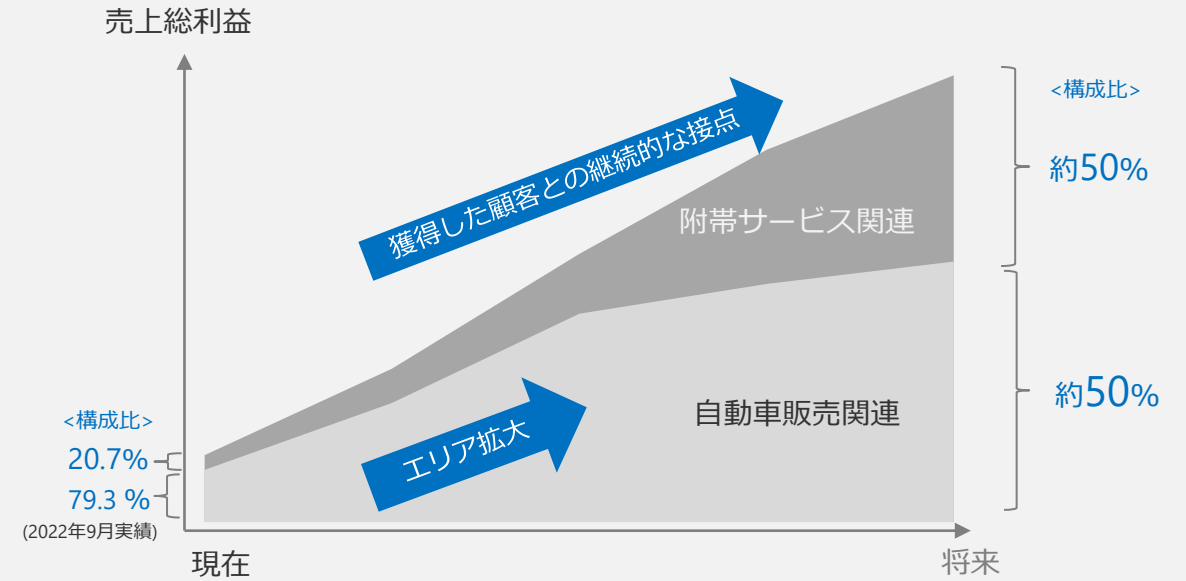 売上総利益
<構成比>
約50%
獲得した顧客との継続的な接点
附帯サービス関連
約50%
自動車販売関連
エリア拡大
<構成比>
20.7%
79.3 %
(2022年9月実績)
現在
将来